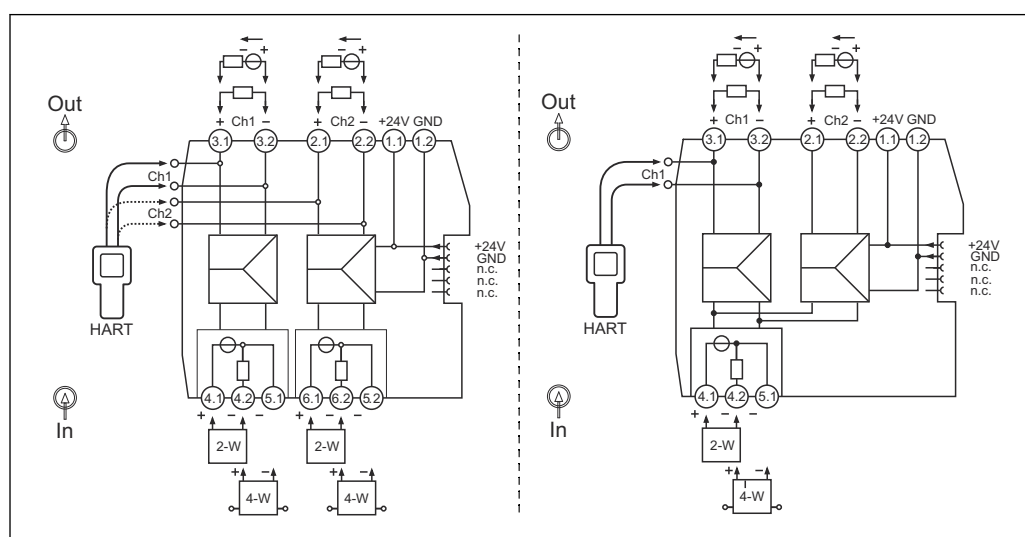 − + − +
+ Ch1 − + Ch2 − +24V GND
Out
3.1 3.2 2.1 2.2 1.1 1.2
Ch1
Ch2
+24V
GND
n.c.
n.c.
n.c.
HART
4.1 4.2 5.1 6.1 6.2 5.2
In
+ − − + − −
2-W 2-W
+ − + −
4-W 4-W
− + − +
+ Ch1 − + Ch2 − +24V GND
Out
3.1 3.2 2.1 2.2 1.1 1.2
Ch1
+24V
GND
n.c.
n.c.
n.c.
HART
4.1 4.2 5.1
In
+ − −
2-W
+ −
4-W